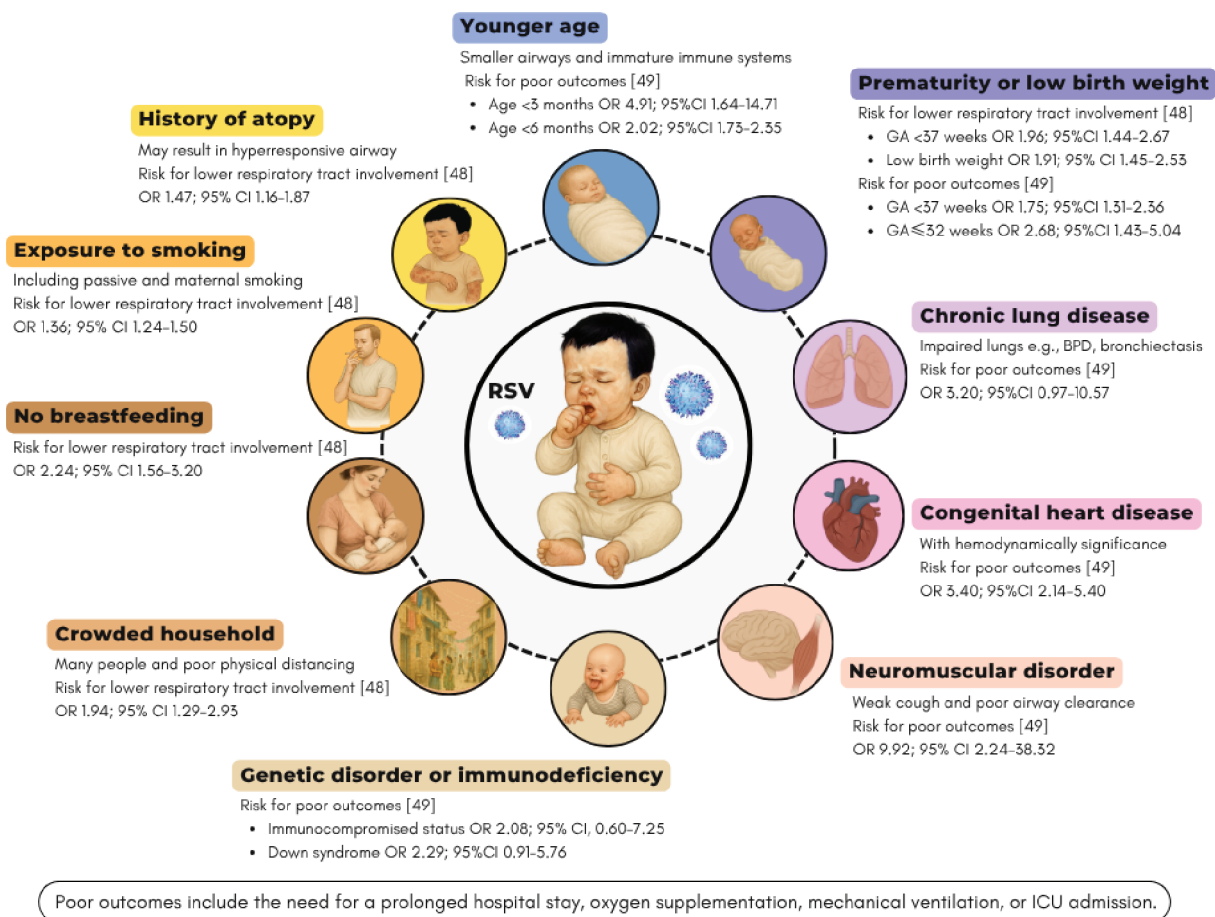 Younger age
Smaller airways and immature immune systems
Risk for poor outcomes [49]
• Age <3 months OR 4.91; 95%CI 1.64-14.71
• Age <6 months OR 2.02; 95%CI 1.73-2.35
Prematurity or low birth weight
Risk for lower respiratory tract involvement [48]
• GA <37 weeks OR 1.96; 95%CI 1.44-2.67
• Low birth weight OR 1.91; 95% CI 1.45-2.53
Risk for poor outcomes [49]
• GA <37 weeks OR 1.75; 95%CI 1.31-2.36
• GA≤32 weeks OR 2.68; 95%CI 1.43-5.04
Chronic lung disease
Impaired lungs e.g., BPD, bronchiectasis
Risk for poor outcomes [49]
OR 3.20; 95%CI 0.97-10.57
Congenital heart disease
With hemodynamically significance
Risk for poor outcomes [49]
OR 3.40; 95%CI 2.14-5.40
Neuromuscular disorder
Weak cough and poor airway clearance
Risk for poor outcomes [49]
OR 9.92; 95% CI 2.24-38.32
Genetic disorder or immunodeficiency
Risk for poor outcomes [49]
• Immunocompromised status OR 2.08; 95% CI, 0.60-7.25
• Down syndrome OR 2.29; 95%CI 0.91-5.76
Crowded household
Many people and poor physical distancing
Risk for lower respiratory tract involvement [48]
OR 1.94; 95% CI 1.29-2.93
No breastfeeding
Risk for lower respiratory tract involvement [48]
OR 2.24; 95% CI 1.56-3.20
Exposure to smoking
Including passive and maternal smoking
Risk for lower respiratory tract involvement [48]
OR 1.36; 95% CI 1.24-1.50
History of atopy
May result in hyperresponsive airway
Risk for lower respiratory tract involvement [48]
OR 1.47; 95% CI 1.16-1.87
RSV
Poor outcomes include the need for a prolonged hospital stay, oxygen supplementation, mechanical ventilation, or ICU admission.